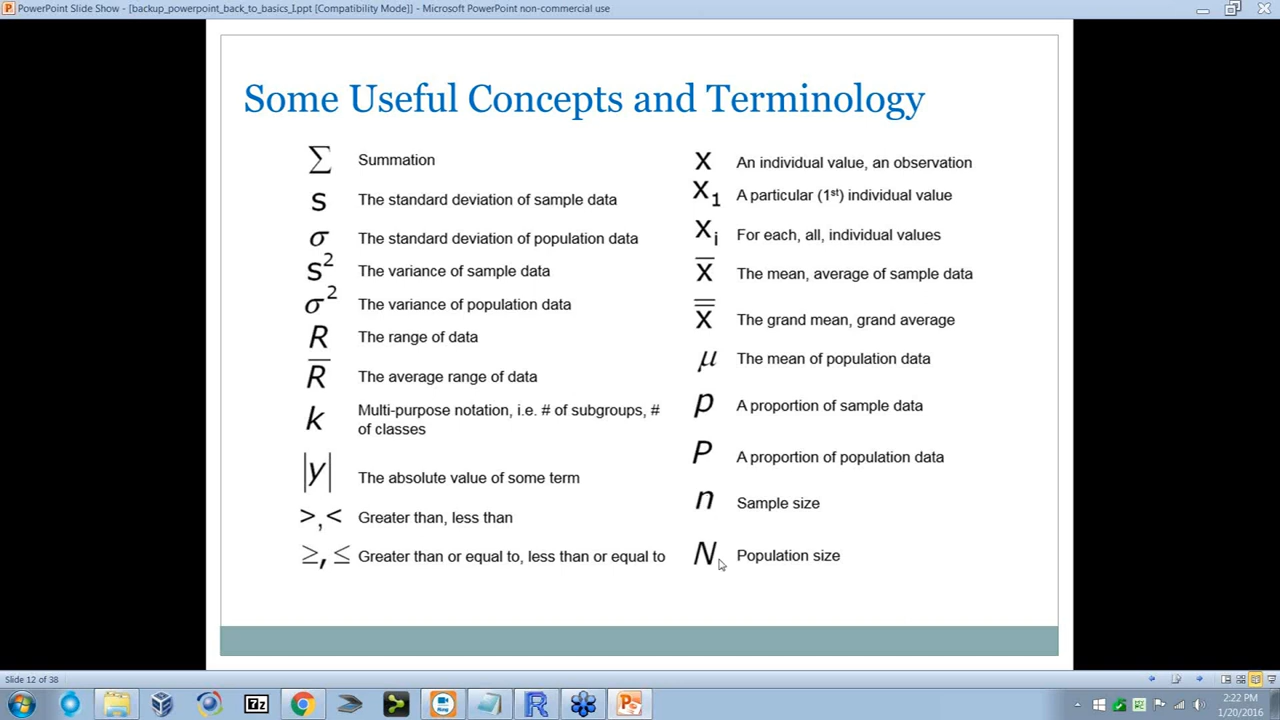 PowerPoint Slide Show - [backup_powerpoint_back_to_basics_I.ppt [Compatibility Mode]] - Microsoft PowerPoint non-commercial use
Some Useful Concepts and Terminology
∑ Summation
s The standard deviation of sample data
σ The standard deviation of population data
s² The variance of sample data
σ² The variance of population data
R The range of data
R̅ The average range of data
k Multi-purpose notation, i.e. # of subgroups, #
of classes
|y| The absolute value of some term
>,< Greater than, less than
≥,≤ Greater than or equal to, less than or equal to
x An individual value, an observation
x₁ A particular (1st) individual value
xᵢ For each, all, individual values
x̅ The mean, average of sample data
x̿ The grand mean, grand average
μ The mean of population data
p A proportion of sample data
P A proportion of population data
n Sample size
N Population size
Slide 12 of 38
7z
2:22 PM
1/20/2016